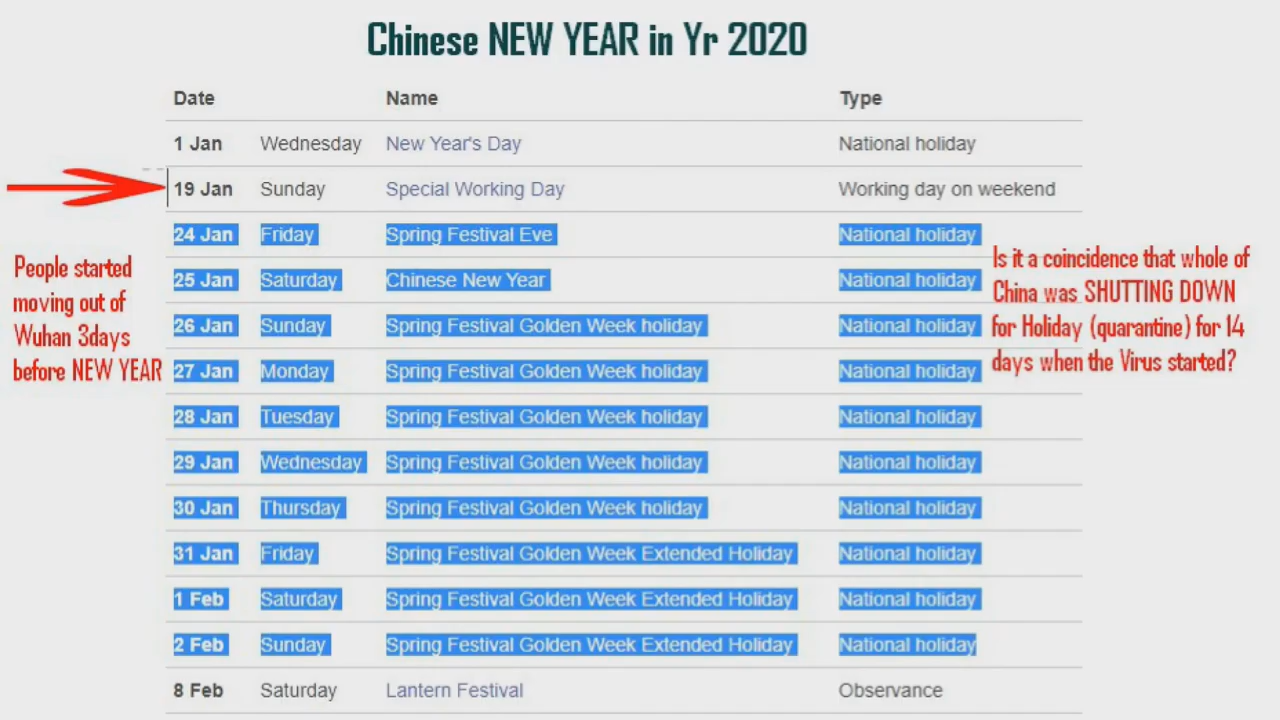 Chinese NEW YEAR in Yr 2020
Date Name Type
1 Jan Wednesday New Year's Day National holiday
19 Jan Sunday Special Working Day Working day on weekend
24 Jan Friday Spring Festival Eve National holiday
25 Jan Saturday Chinese New Year National holiday
26 Jan Sunday Spring Festival Golden Week holiday National holiday
27 Jan Monday Spring Festival Golden Week holiday National holiday
28 Jan Tuesday Spring Festival Golden Week holiday National holiday
29 Jan Wednesday Spring Festival Golden Week holiday National holiday
30 Jan Thursday Spring Festival Golden Week holiday National holiday
31 Jan Friday Spring Festival Golden Week Extended Holiday National holiday
1 Feb Saturday Spring Festival Golden Week Extended Holiday National holiday
2 Feb Sunday Spring Festival Golden Week Extended Holiday National holiday
8 Feb Saturday Lantern Festival Observance
People started
moving out of
Wuhan 3days
before NEW YEAR
Is it a coincidence that whole of
China was SHUTTING DOWN
for Holiday (quarantine) for 14
days when the Virus started?